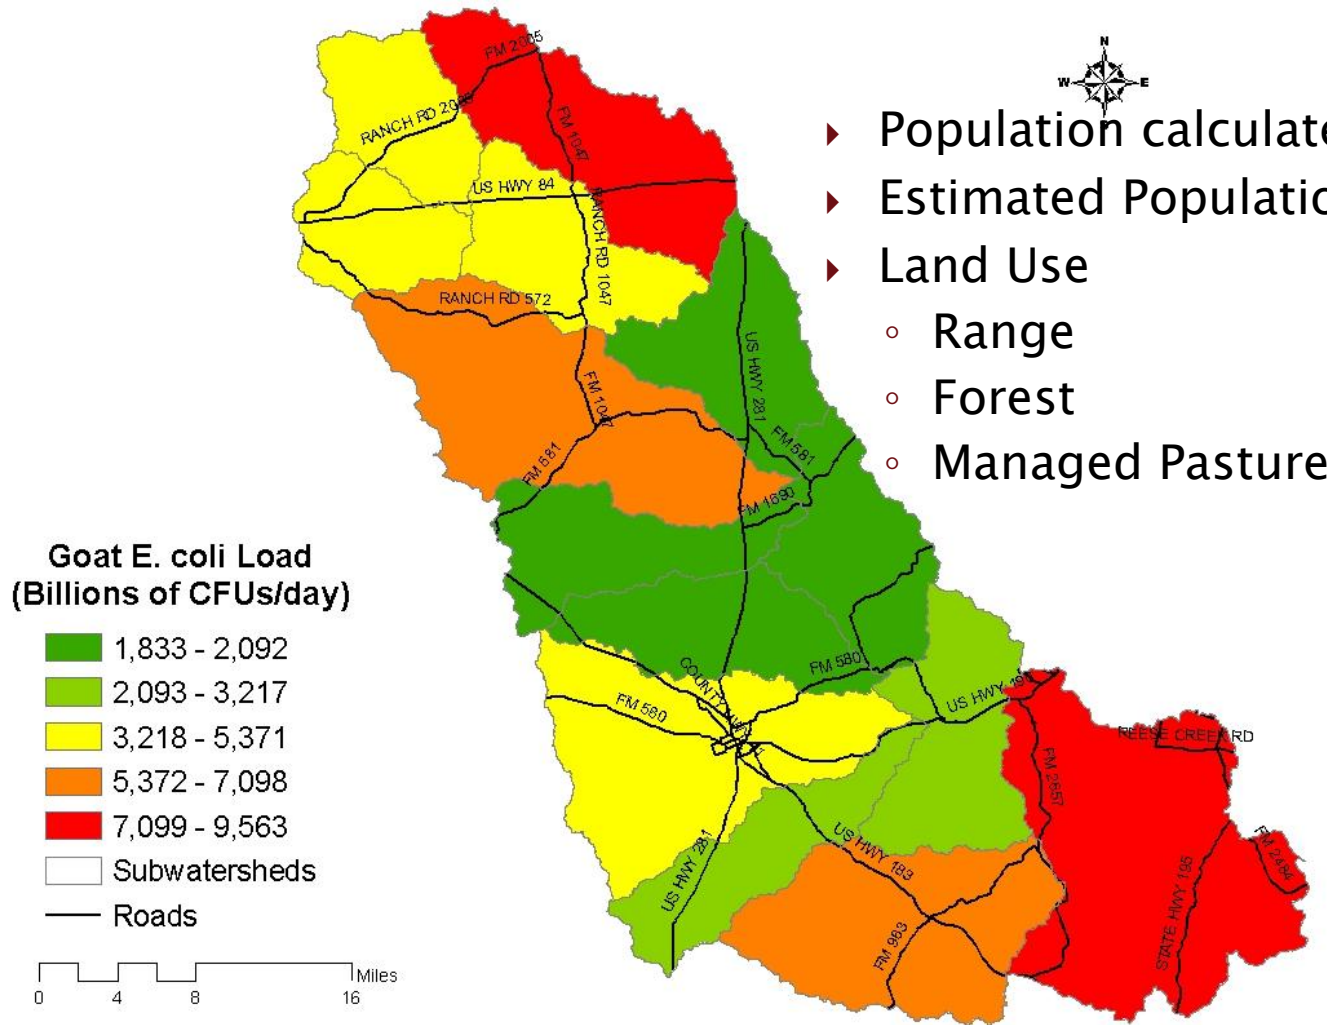 N
W
E
Population calculate
Estimated Populatio
Land Use
Range
Forest
Managed Pasture
FM 2005
RANCH RD 2005
FM 1047
US HWY 84
RANCH RD 1047
RANCH RD 572
US HWY 281
FM 1047
FM 581
FM 581
FM 1690
FM 580
COUNTY
US HWY 190
FM 580
REESE CREEK RD
FM 2657
FM 2484
US HWY 183
US HWY 281
STATE HWY 195
FM 963
Goat E. coli Load
(Billions of CFUs/day)
1,833 - 2,092
2,093 - 3,217
3,218 - 5,371
5,372 - 7,098
7,099 - 9,563
Subwatersheds
Roads
Miles
0 4 8 16